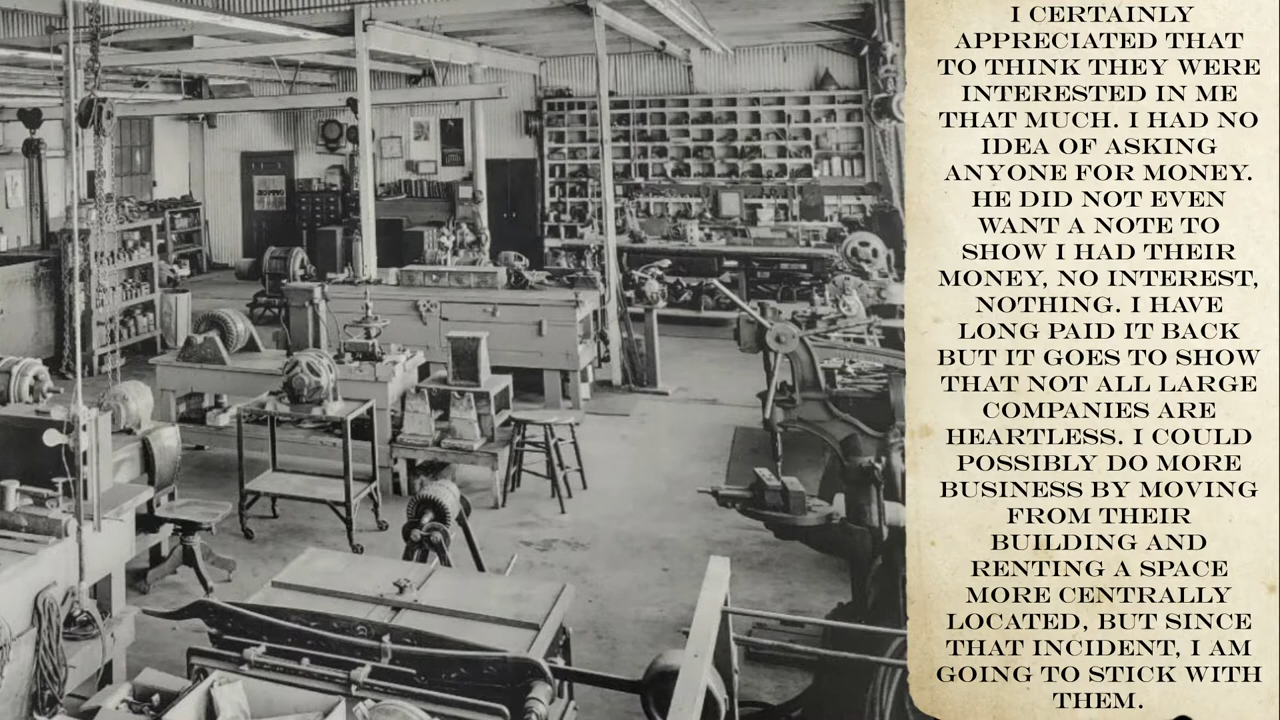 I CERTAINLY
APPRECIATED THAT
TO THINK THEY WERE
INTERESTED IN ME
THAT MUCH. I HAD NO
IDEA OF ASKING
ANYONE FOR MONEY.
HE DID NOT EVEN
WANT A NOTE TO
SHOW I HAD THEIR
MONEY, NO INTEREST,
NOTHING. I HAVE
LONG PAID IT BACK
BUT IT GOES TO SHOW
THAT NOT ALL LARGE
COMPANIES ARE
HEARTLESS. I COULD
POSSIBLY DO MORE
BUSINESS BY MOVING
FROM THEIR
BUILDING AND
RENTING A SPACE
MORE CENTRALLY
LOCATED, BUT SINCE
THAT INCIDENT, I AM
GOING TO STICK WITH
THEM.